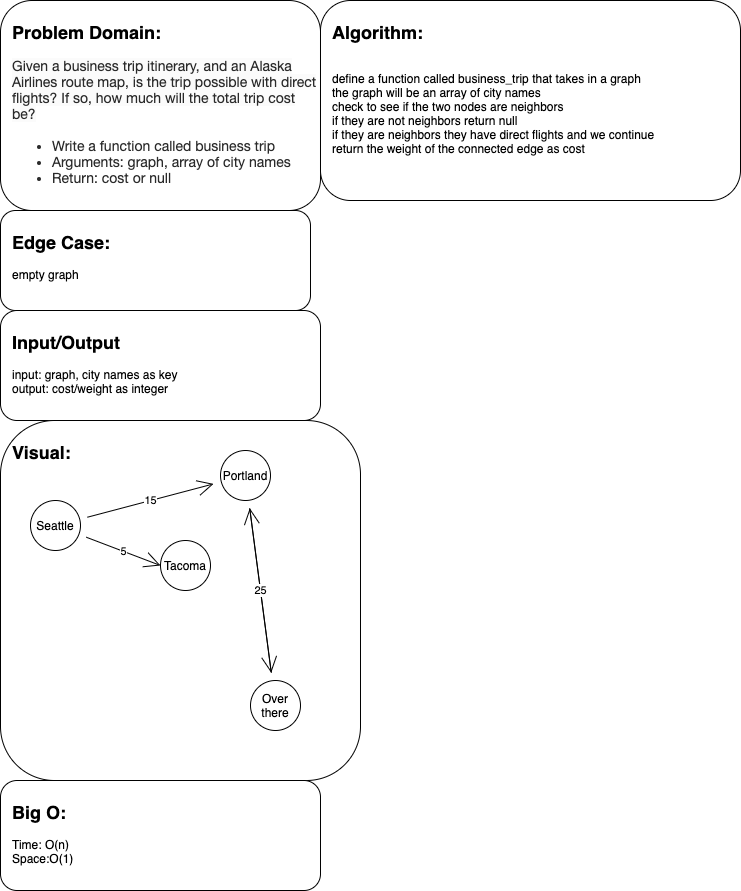 Problem Domain:
Given a business trip itinerary, and an Alaska
Airlines route map, is the trip possible with direct
flights? If so, how much will the total trip cost
be?
• Write a function called business trip
• Arguments: graph, array of city names
• Return: cost or null
Algorithm:
define a function called business_trip that takes in a graph
the graph will be an array of city names
check to see if the two nodes are neighbors
if they are not neighbors return null
if they are neighbors they have direct flights and we continue
return the weight of the connected edge as cost
Edge Case:
empty graph
Input/Output
input: graph, city names as key
output: cost/weight as integer
Visual:
Portland
15
Seattle
5
Tacoma
25
Over
there
Big O:
Time: O(n)
Space:O(1)